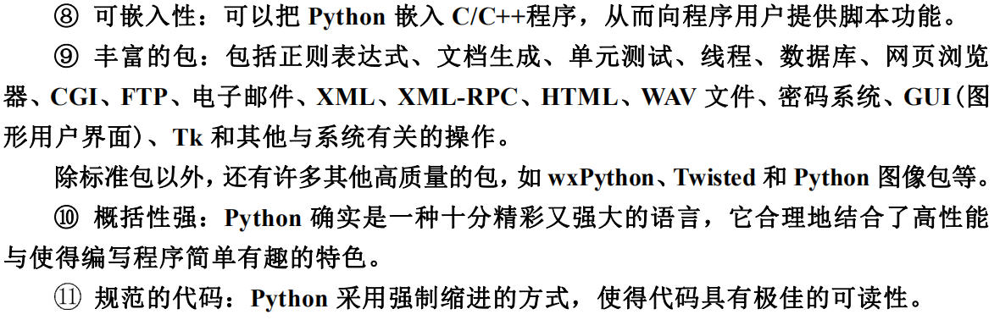 ⑧ 可嵌入性：可以把 Python 嵌入 C/C++程序，从而向程序用户提供脚本功能。
⑨ 丰富的包：包括正则表达式、文档生成、单元测试、线程、数据库、网页浏览
器、CGI、FTP、电子邮件、XML、XML-RPC、HTML、WAV 文件、密码系统、GUI(图
形用户界面)、Tk 和其他与系统有关的操作。
除标准包以外，还有许多其他高质量的包，如 wxPython、Twisted 和 Python 图像包等。
⑩ 概括性强：Python 确实是一种十分精彩又强大的语言，它合理地结合了高性能
与使得编写程序简单有趣的特色。
⑪ 规范的代码：Python 采用强制缩进的方式，使得代码具有极佳的可读性。